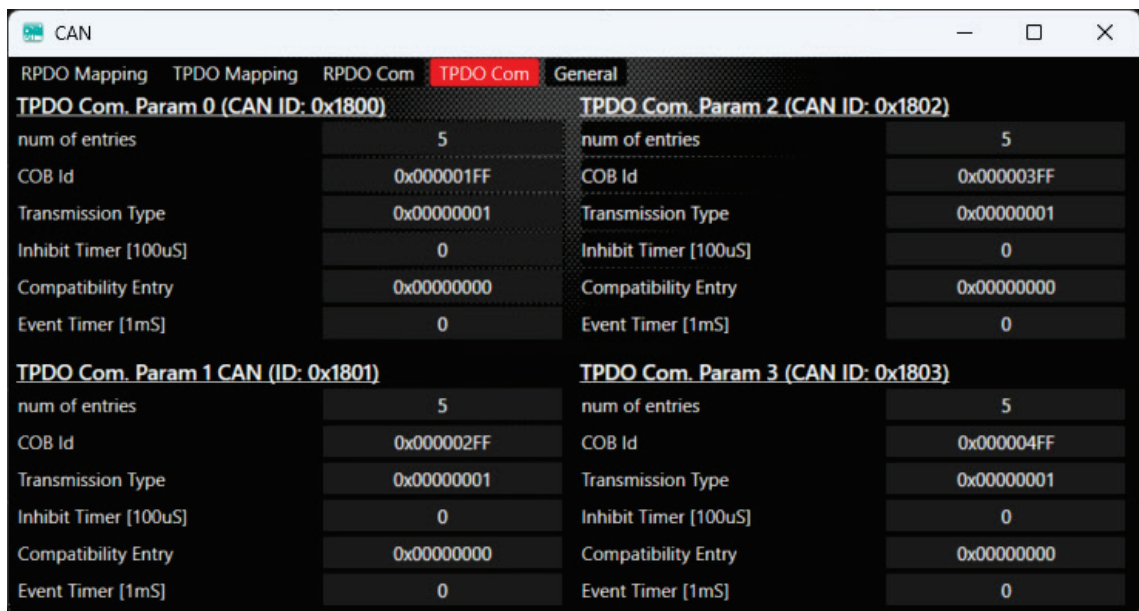 CAN
RPDO Mapping TPDO Mapping RPDO Com TPDO Com General
TPDO Com. Param 0 (CAN ID: 0x1800)
num of entries 5
COB Id 0x000001FF
Transmission Type 0x00000001
Inhibit Timer [100uS] 0
Compatibility Entry 0x00000000
Event Timer [1mS] 0
TPDO Com. Param 1 CAN (ID: 0x1801)
num of entries 5
COB Id 0x000002FF
Transmission Type 0x00000001
Inhibit Timer [100uS] 0
Compatibility Entry 0x00000000
Event Timer [1mS] 0
TPDO Com. Param 2 (CAN ID: 0x1802)
num of entries 5
COB Id 0x000003FF
Transmission Type 0x00000001
Inhibit Timer [100uS] 0
Compatibility Entry 0x00000000
Event Timer [1mS] 0
TPDO Com. Param 3 (CAN ID: 0x1803)
num of entries 5
COB Id 0x000004FF
Transmission Type 0x00000001
Inhibit Timer [100uS] 0
Compatibility Entry 0x00000000
Event Timer [1mS] 0